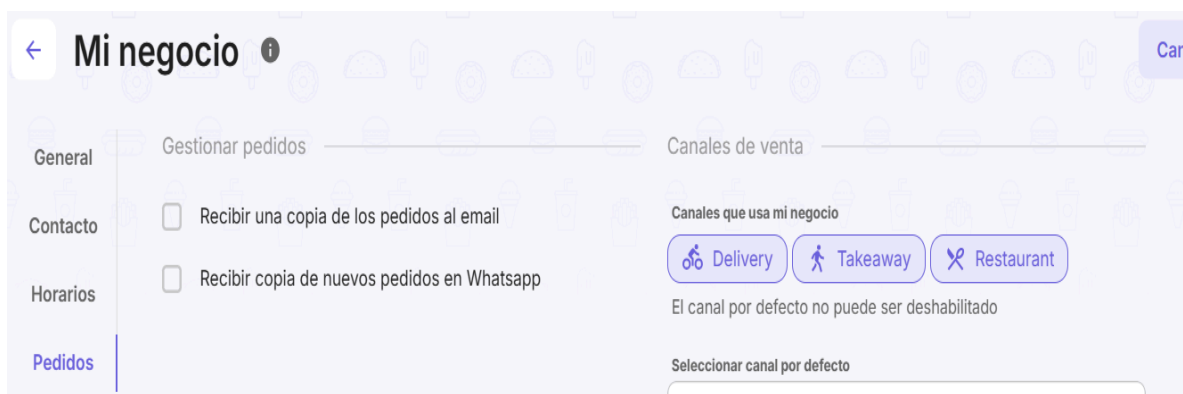 Mi negocio
General
Contacto
Horarios
Pedidos
Gestionar pedidos
Recibir una copia de los pedidos al email
Recibir copia de nuevos pedidos en Whatsapp
Canales de venta
Canales que usa mi negocio
Delivery Takeaway Restaurant
El canal por defecto no puede ser deshabilitado
Seleccionar canal por defecto